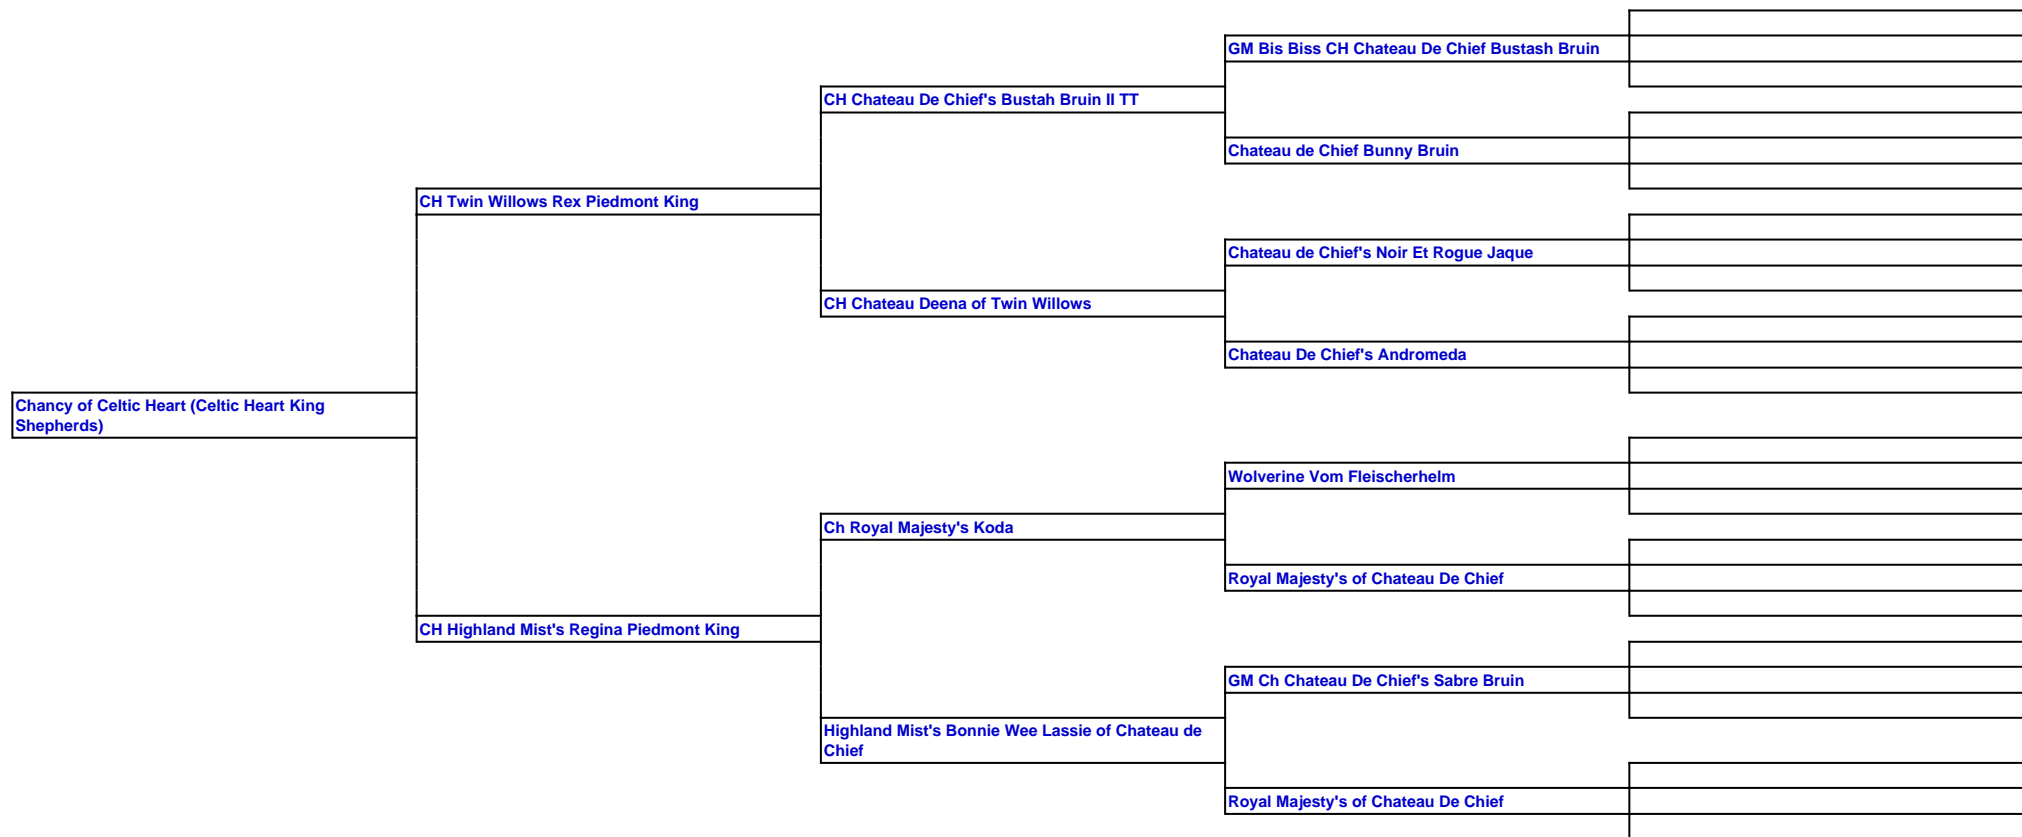 GM Bis Biss CH Chateau De Chief Bustash Bruin
CH Chateau De Chief's Bustah Bruin II TT
Chateau de Chief Bunny Bruin
CH Twin Willows Rex Piedmont King
Chateau de Chief's Noir Et Rogue Jaque
CH Chateau Deena of Twin Willows
Chateau De Chief's Andromeda
Chancy of Celtic Heart (Celtic Heart King
Shepherds)
Wolverine Vom Fleischerhelm
Ch Royal Majesty's Koda
Royal Majesty's of Chateau De Chief
CH Highland Mist's Regina Piedmont King
GM Ch Chateau De Chief's Sabre Bruin
Highland Mist's Bonnie Wee Lassie of Chateau de
Chief
Royal Majesty's of Chateau De Chief